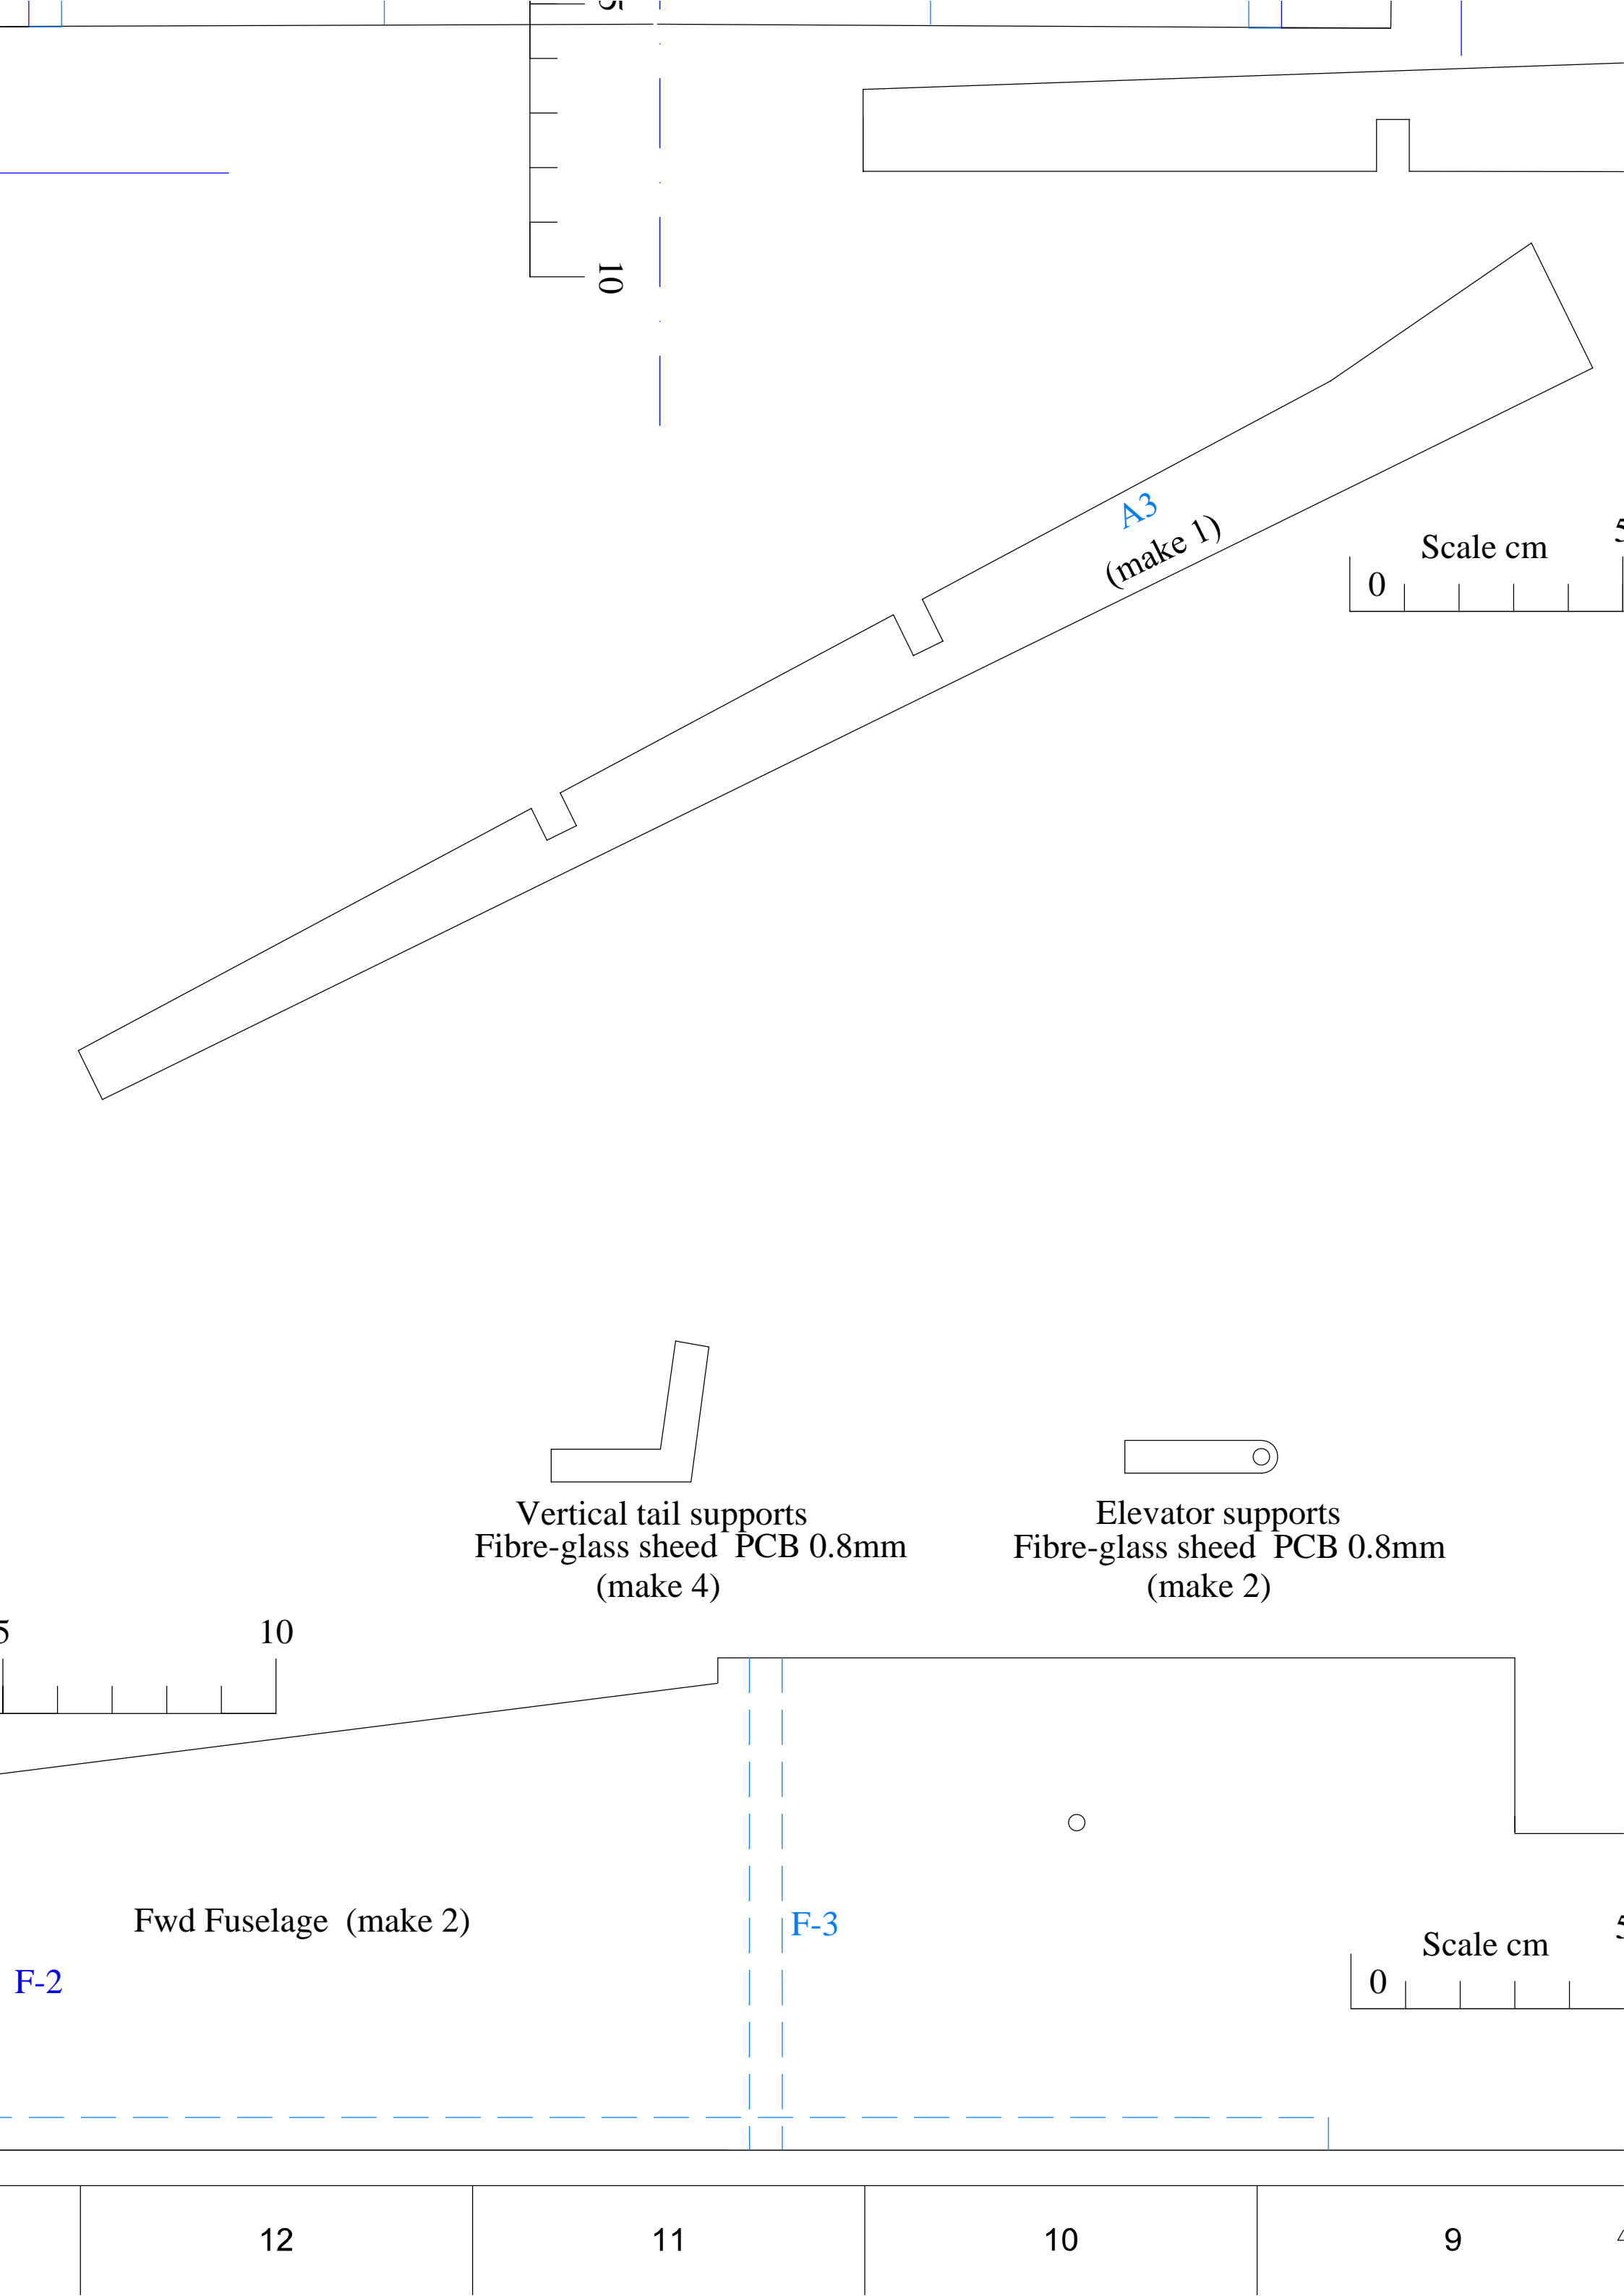 10
A3
(make 1)
Scale cm
5
0
Vertical tail supports
Fibre-glass sheed PCB 0.8mm
(make 4)
Elevator supports
Fibre-glass sheed PCB 0.8mm
(make 2)
5
10
Fwd Fuselage (make 2)
F-3
F-2
Scale cm
5
0
12
11
10
9